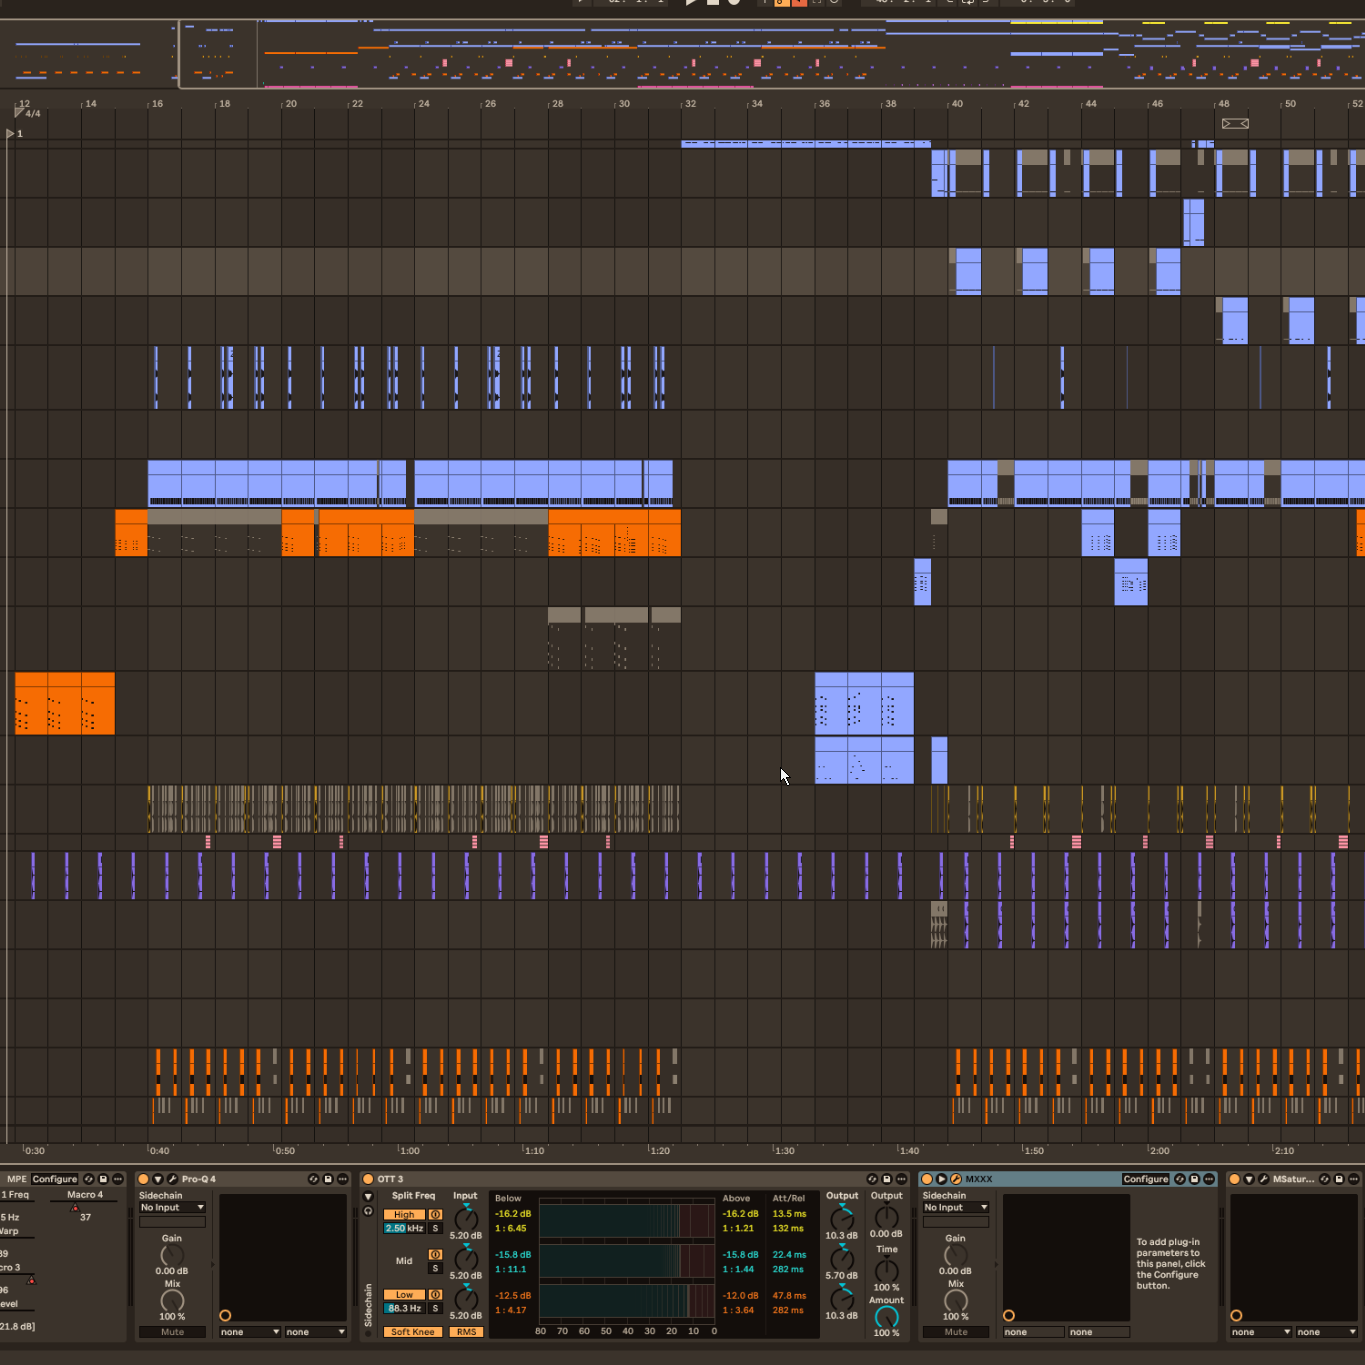 12 14 16 18 20 22 24 26 28 30 32 34 36 38 40 42 44 46 48 50 52
4/4
1
0:30 0:40 0:50 1:00 1:10 1:20 1:30 1:40 1:50 2:00 2:10
MPE Configure
1 Freq Macro 4
5 Hz 37
Warp
39
cro 3
96
evel
21.8 dB]
Pro-Q 4
Sidechain
No Input
Gain
0.00 dB
Mix
100 %
Mute
none none
OTT 3
Sidechain
Split Freq Input
High
2.50 kHz S 5.20 dB
Mid
S 5.20 dB
Low
88.3 Hz S 5.20 dB
Soft Knee RMS
Below Above Att/Rel
-16.2 dB -16.2 dB 13.5 ms
1 : 6.45 1 : 1.21 132 ms
-15.8 dB -15.8 dB 22.4 ms
1 : 11.1 1 : 1.44 282 ms
-12.5 dB -12.0 dB 47.8 ms
1 : 4.17 1 : 3.64 282 ms
80 70 60 50 40 30 20 10 0
Output Output
10.3 dB 0.00 dB
Time
5.70 dB 100 %
Amount
10.3 dB 100 %
MXXX Configure
Sidechain
No Input
Gain
0.00 dB
Mix
100 %
Mute
none none
To add plug-in
parameters to
this panel, click
the Configure
button.
MSatur...
none none